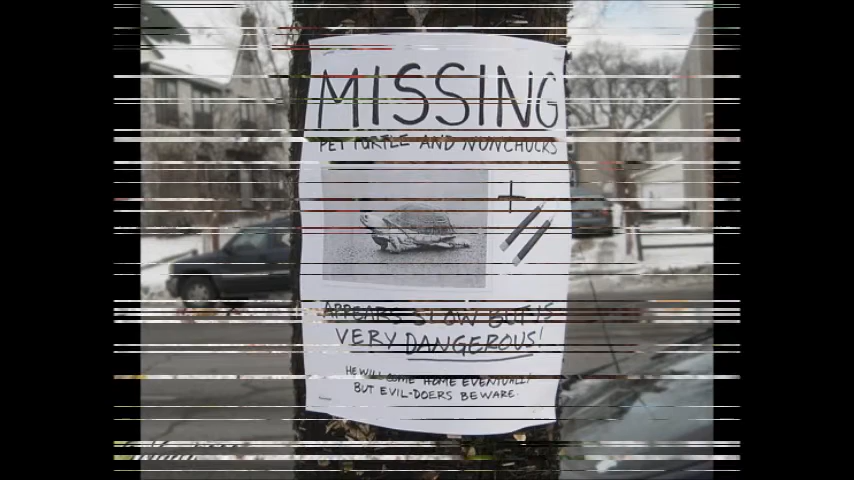 MISSING
PET TURTLE AND NUNCHUCKS
+
APPEARS SLOW BUT IS
VERY DANGEROUS!
HE WILL COME HOME EVENTUALLY
BUT EVIL-DOERS BEWARE.